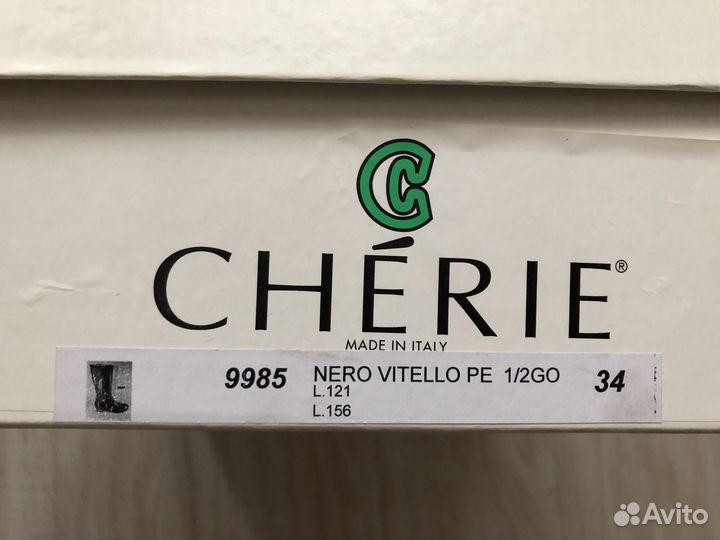 CHÉRIE®
MADE IN ITALY
9985 NERO VITELLO PE 1/2GO 34
L.121
L.156
Avito